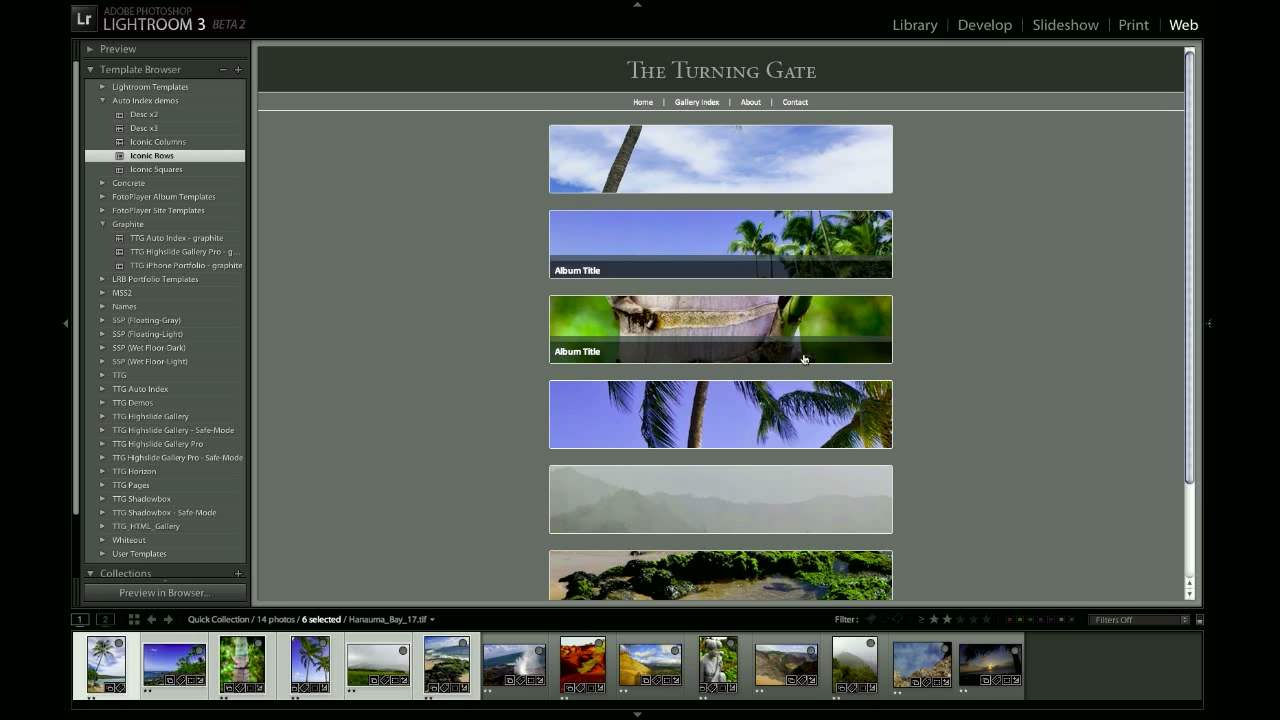 Lr ADOBE PHOTOSHOP
LIGHTROOM 3 BETA 2
Library | Develop | Slideshow | Print | Web
Preview
Template Browser
Lightroom Templates
Auto Index demos
Desc x2
Desc x3
Iconic Columns
Iconic Rows
Iconic Squares
Concrete
FotoPlayer Album Templates
FotoPlayer Site Templates
Graphite
TTG Auto Index - graphite
TTG Highslide Gallery Pro - g...
TTG iPhone Portfolio - graphite
LRB Portfolio Templates
MSS2
Names
SSP (Floating-Gray)
SSP (Floating-Light)
SSP (Wet Floor-Dark)
SSP (Wet Floor-Light)
TTG
TTG Auto Index
TTG Demos
TTG Highslide Gallery
TTG Highslide Gallery - Safe-Mode
TTG Highslide Gallery Pro
TTG Highslide Gallery Pro - Safe-Mode
TTG Horizon
TTG Pages
TTG Shadowbox
TTG Shadowbox - Safe-Mode
TTG_HTML_Gallery
Whiteout
User Templates
Collections
Preview in Browser...
The Turning Gate
Home | Gallery Index | About | Contact
Album Title
Album Title
1 2 Quick Collection / 14 photos / 6 selected / Hanauma_Bay_17.tif
Filter: ≥ ★★★★★ Filters Off